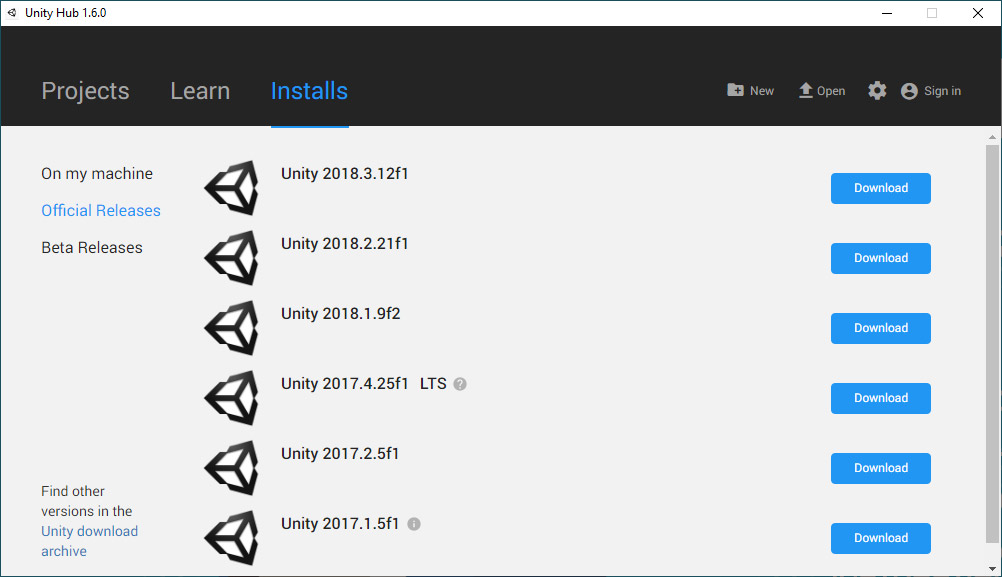 Unity Hub 1.6.0
Projects Learn Installs New Open Sign in
On my machine
Official Releases
Beta Releases
Unity 2018.3.12f1 Download
Unity 2018.2.21f1 Download
Unity 2018.1.9f2 Download
Unity 2017.4.25f1 LTS ? Download
Unity 2017.2.5f1 Download
Unity 2017.1.5f1 i Download
Find other
versions in the
Unity download
archive